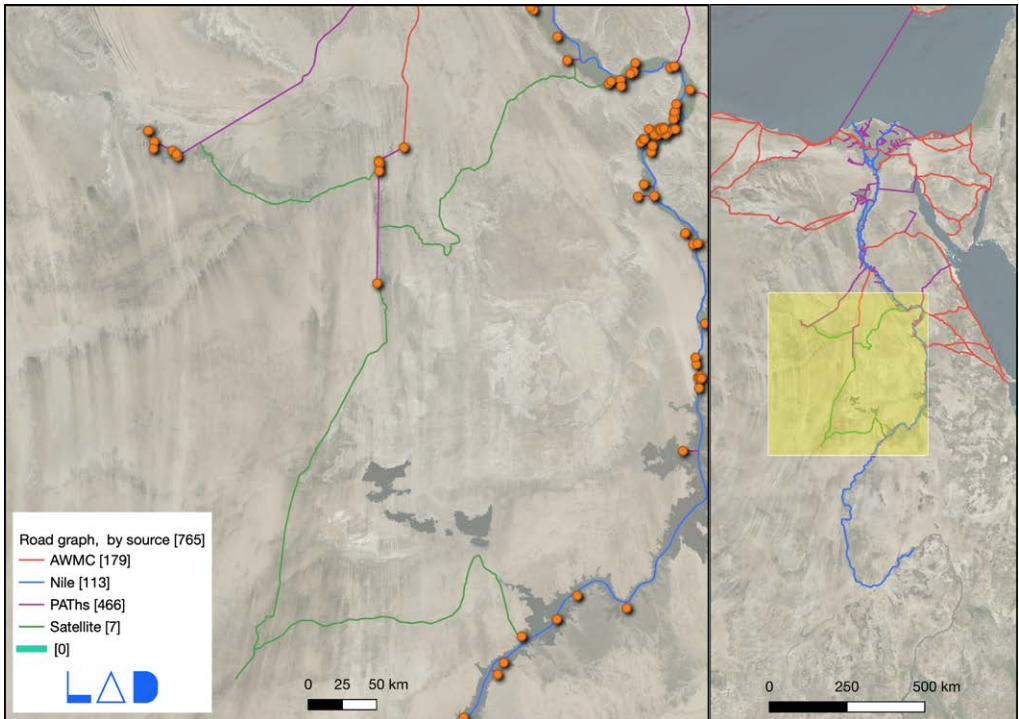 Road graph, by source [765]
AWMC [179]
Nile [113]
PAThs [466]
Satellite [7]
[0]
LAD
0 25 50 km
0 250 500 km